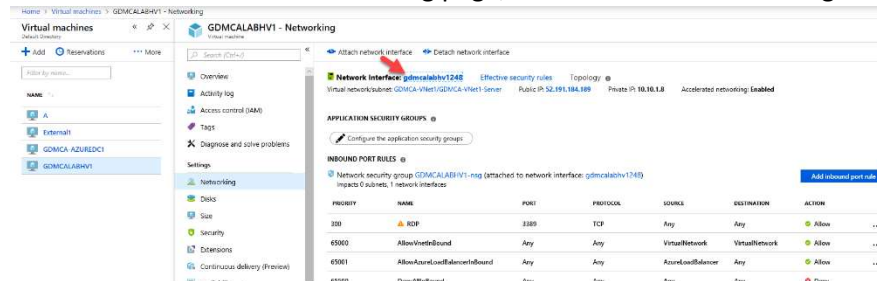 Home > Virtual machines > GDMCALABHV1 - Networking
Virtual machines
Default Directory
Add Reservations More
Filter by name...
NAME
A
External1
GDMCA-AZUREDC1
GDMCALABHV1
GDMCALABHV1 - Networking
Virtual machine
Search (Ctrl+/)
Overview
Activity log
Access control (IAM)
Tags
Diagnose and solve problems
Settings
Networking
Disks
Size
Security
Extensions
Continuous delivery (Preview)
Attach network interface Detach network interface
Network Interface: gdmcalabhv1248 Effective security rules Topology
Virtual network/subnet: GDMCA-VNet1/GDMCA-VNet1-Server Public IP: 52.191.184.189 Private IP: 10.10.1.8 Accelerated networking: Enabled
APPLICATION SECURITY GROUPS
Configure the application security groups
INBOUND PORT RULES
Network security group GDMCALABHV1-nsg (attached to network interface: gdmcalabhv1248)
Impacts 0 subnets, 1 network interfaces
Add inbound port rule
PRIORITY NAME PORT PROTOCOL SOURCE DESTINATION ACTION
300 RDP 3389 TCP Any Any Allow ...
65000 AllowVnetInBound Any Any VirtualNetwork VirtualNetwork Allow ...
65001 AllowAzureLoadBalancerInBound Any Any AzureLoadBalancer Any Allow ...